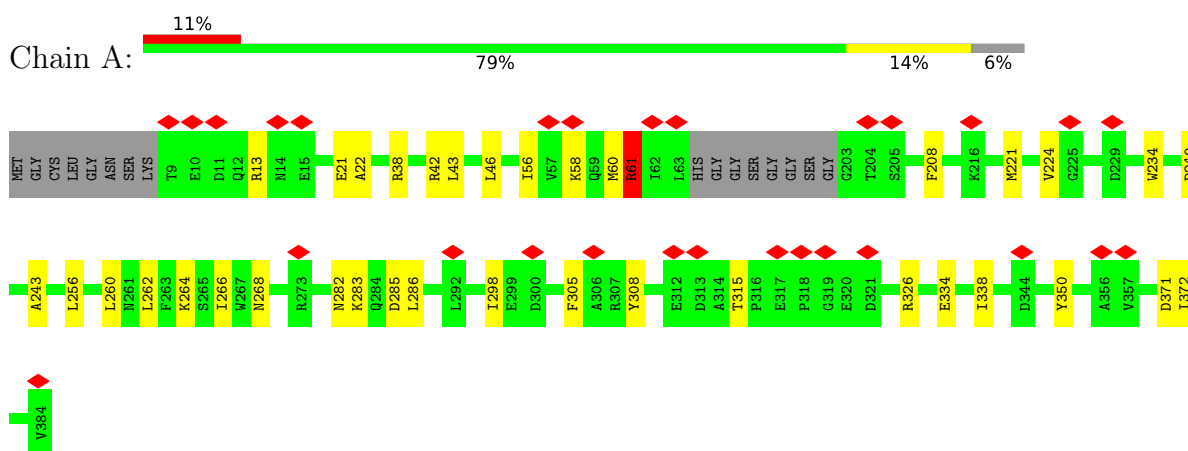 11%
Chain A:
79% 14% 6%
MET GLY CYS LEU GLY ASN SER LYS T9 E10 D11 Q12 R13 N14 E15 E21 A22 R38 R42 L43 L46 I56 V57 K58 Q59 M60 R61 I62 L63 HIS GLY GLY SER GLY GLY SER GLY G203 T204 S205 F208 K216 M221 V224 G225 D229 W234
A243 L256 L260 N261 L262 F263 K264 S265 I266 W267 N268 R273 N282 K283 Q284 D285 L286 L292 I298 E299 D300 F305 A306 R307 Y308 E312 D313 A314 T315 P316 E317 P318 G319 E320 D321 R326 E334 I338 D344 Y350 A356 V357 D371 I372
V384